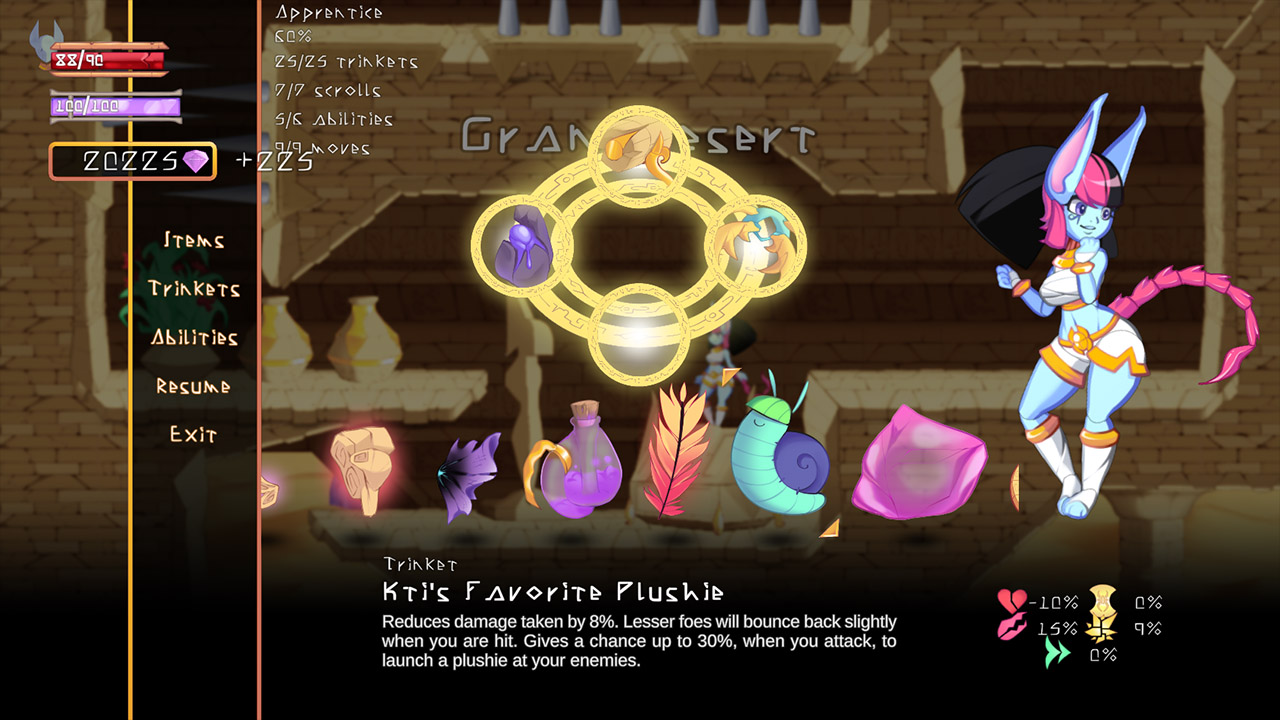 Apprentice
60%
25/25 Trinkets
7/7 scrolls
5/6 Abilities
9/9 moves
88/90
100/100
20225
+225
Items
Trinkets
Abilities
Resume
Exit
Trinket
Kti's Favorite Plushie
Reduces damage taken by 8%. Lesser foes will bounce back slightly
when you are hit. Gives a chance up to 30%, when you attack, to
launch a plushie at your enemies.
-10% 0%
15% 9%
0%